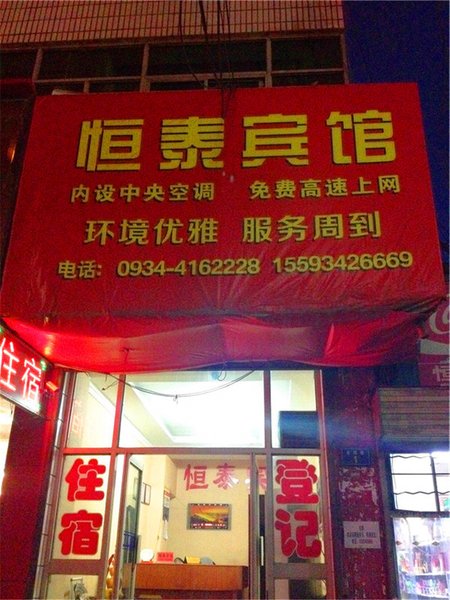 恒泰宾馆
内设中央空调 免费高速上网
环境优雅 服务周到
电话: 0934-4162228 15593426669
住宿
恒
恒泰
住宿
登记